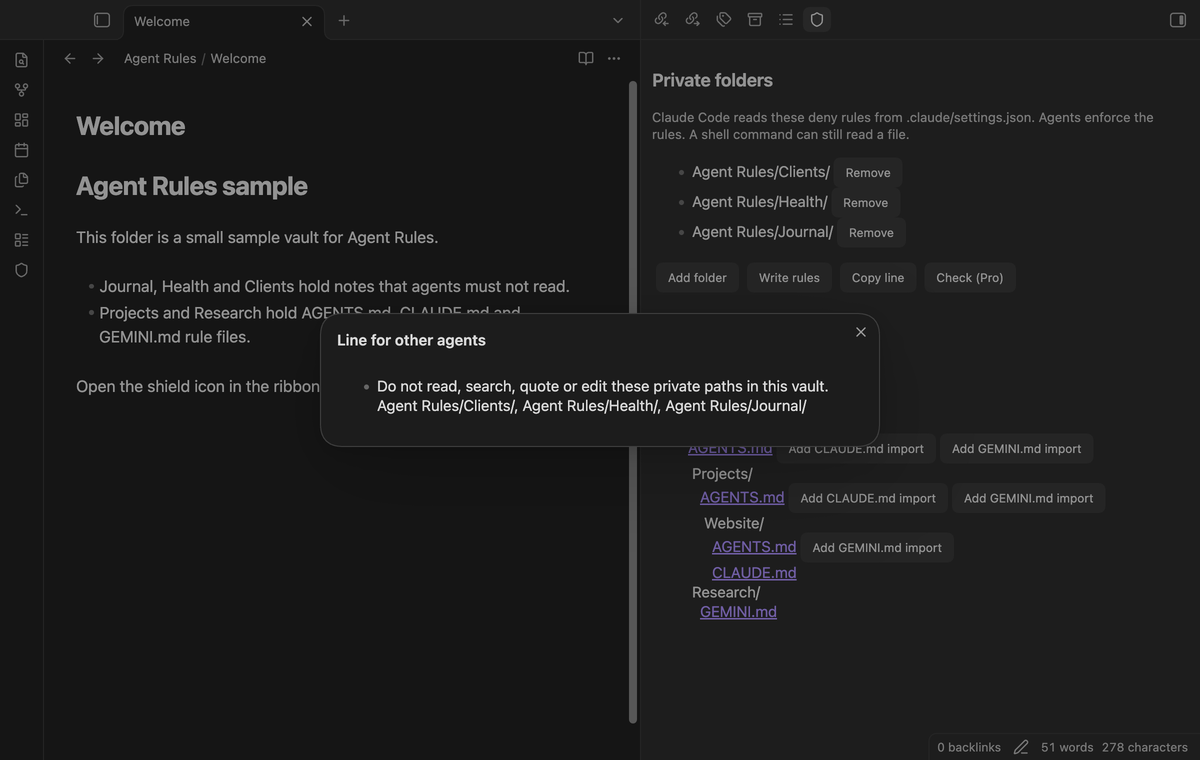 Welcome
Agent Rules / Welcome
Welcome
Agent Rules sample
This folder is a small sample vault for Agent Rules.
Journal, Health and Clients hold notes that agents must not read.
Projects and Research hold AGENTS.md, CLAUDE.md and
GEMINI.md rule files.
Open the shield icon in the ribbon
Private folders
Claude Code reads these deny rules from .claude/settings.json. Agents enforce the
rules. A shell command can still read a file.
Agent Rules/Clients/ Remove
Agent Rules/Health/ Remove
Agent Rules/Journal/ Remove
Add folder Write rules Copy line Check (Pro)
Line for other agents
Do not read, search, quote or edit these private paths in this vault.
Agent Rules/Clients/, Agent Rules/Health/, Agent Rules/Journal/
AGENTS.md Add CLAUDE.md import Add GEMINI.md import
Projects/
AGENTS.md Add CLAUDE.md import Add GEMINI.md import
Website/
AGENTS.md Add GEMINI.md import
CLAUDE.md
Research/
GEMINI.md
0 backlinks 51 words 278 characters